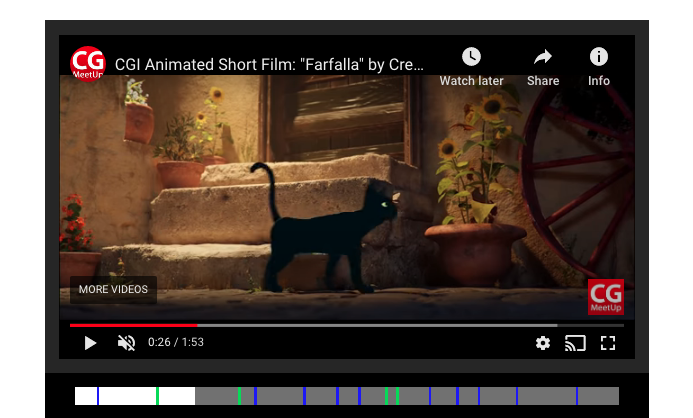 CG
MeetUp
CGI Animated Short Film: "Farfalla" by Cre...
Watch later
Share
Info
MORE VIDEOS
CG
MeetUp
0:26 / 1:53